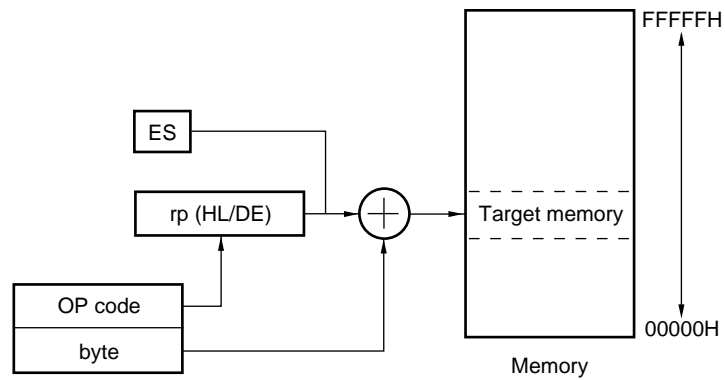 FFFFFH
ES
rp (HL/DE)
Target memory
OP code
byte
00000H
Memory